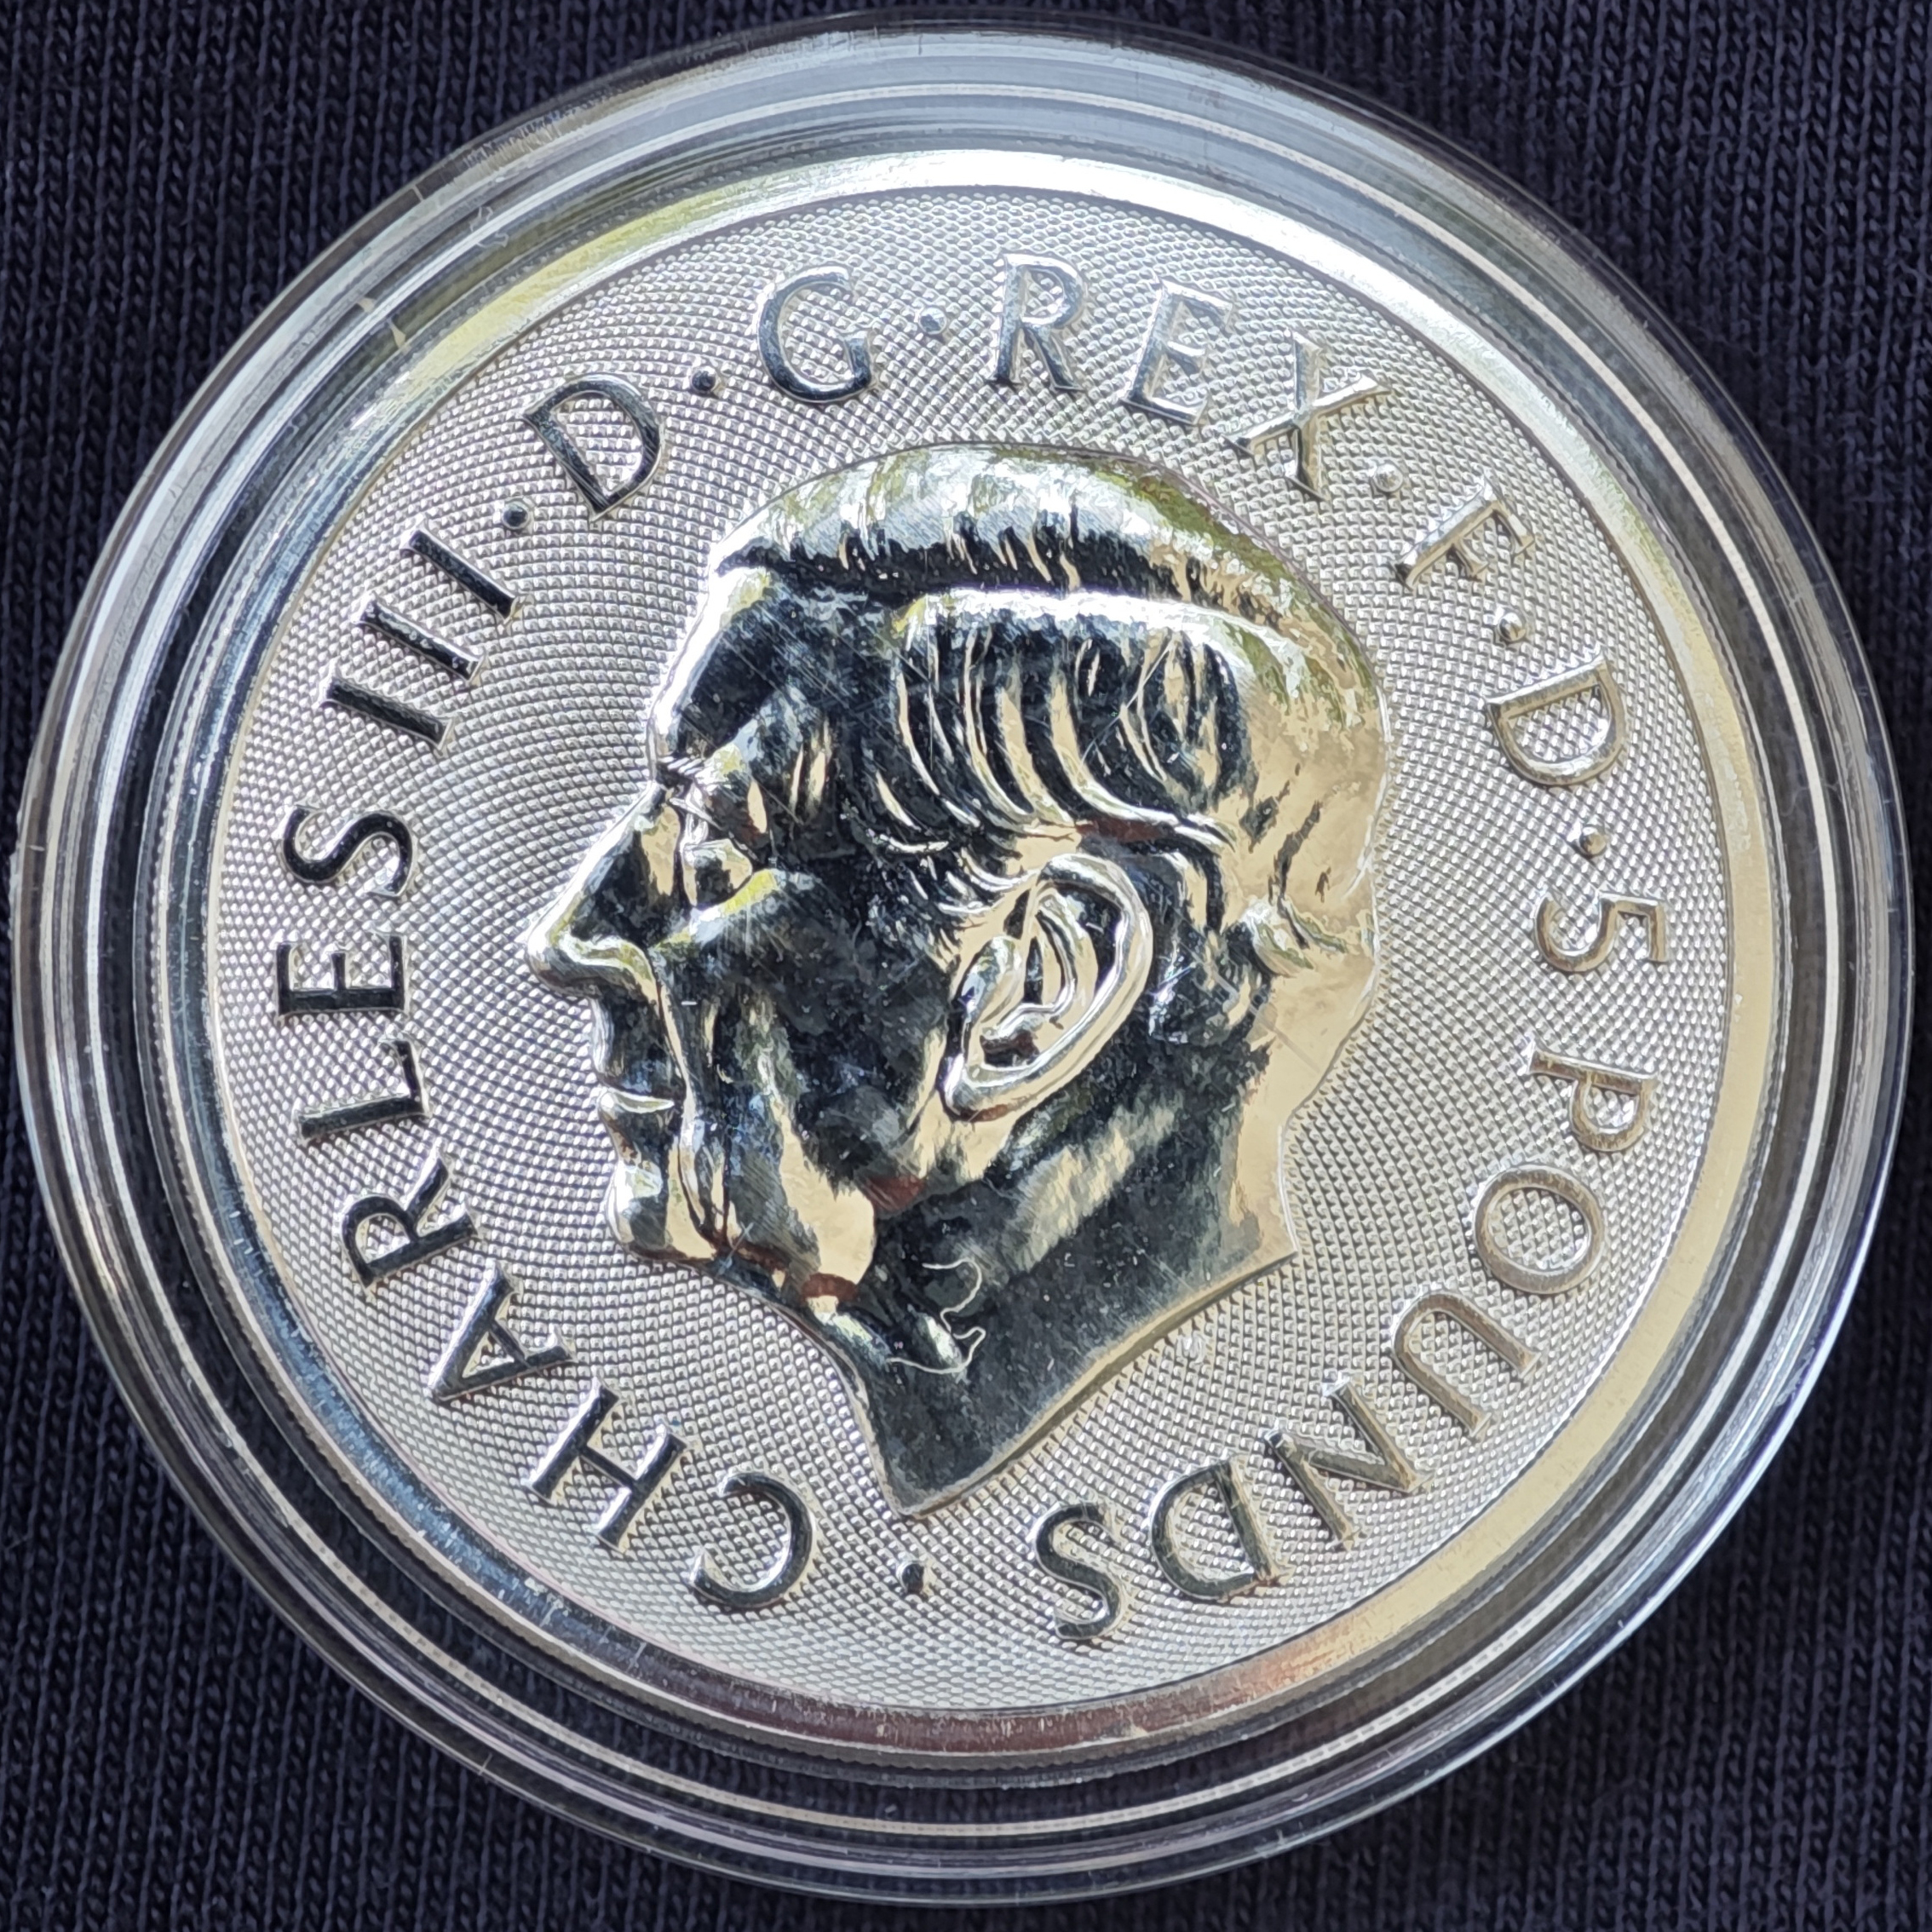 · CHARLES III · D · G · REX · F · D · 5 POUNDS